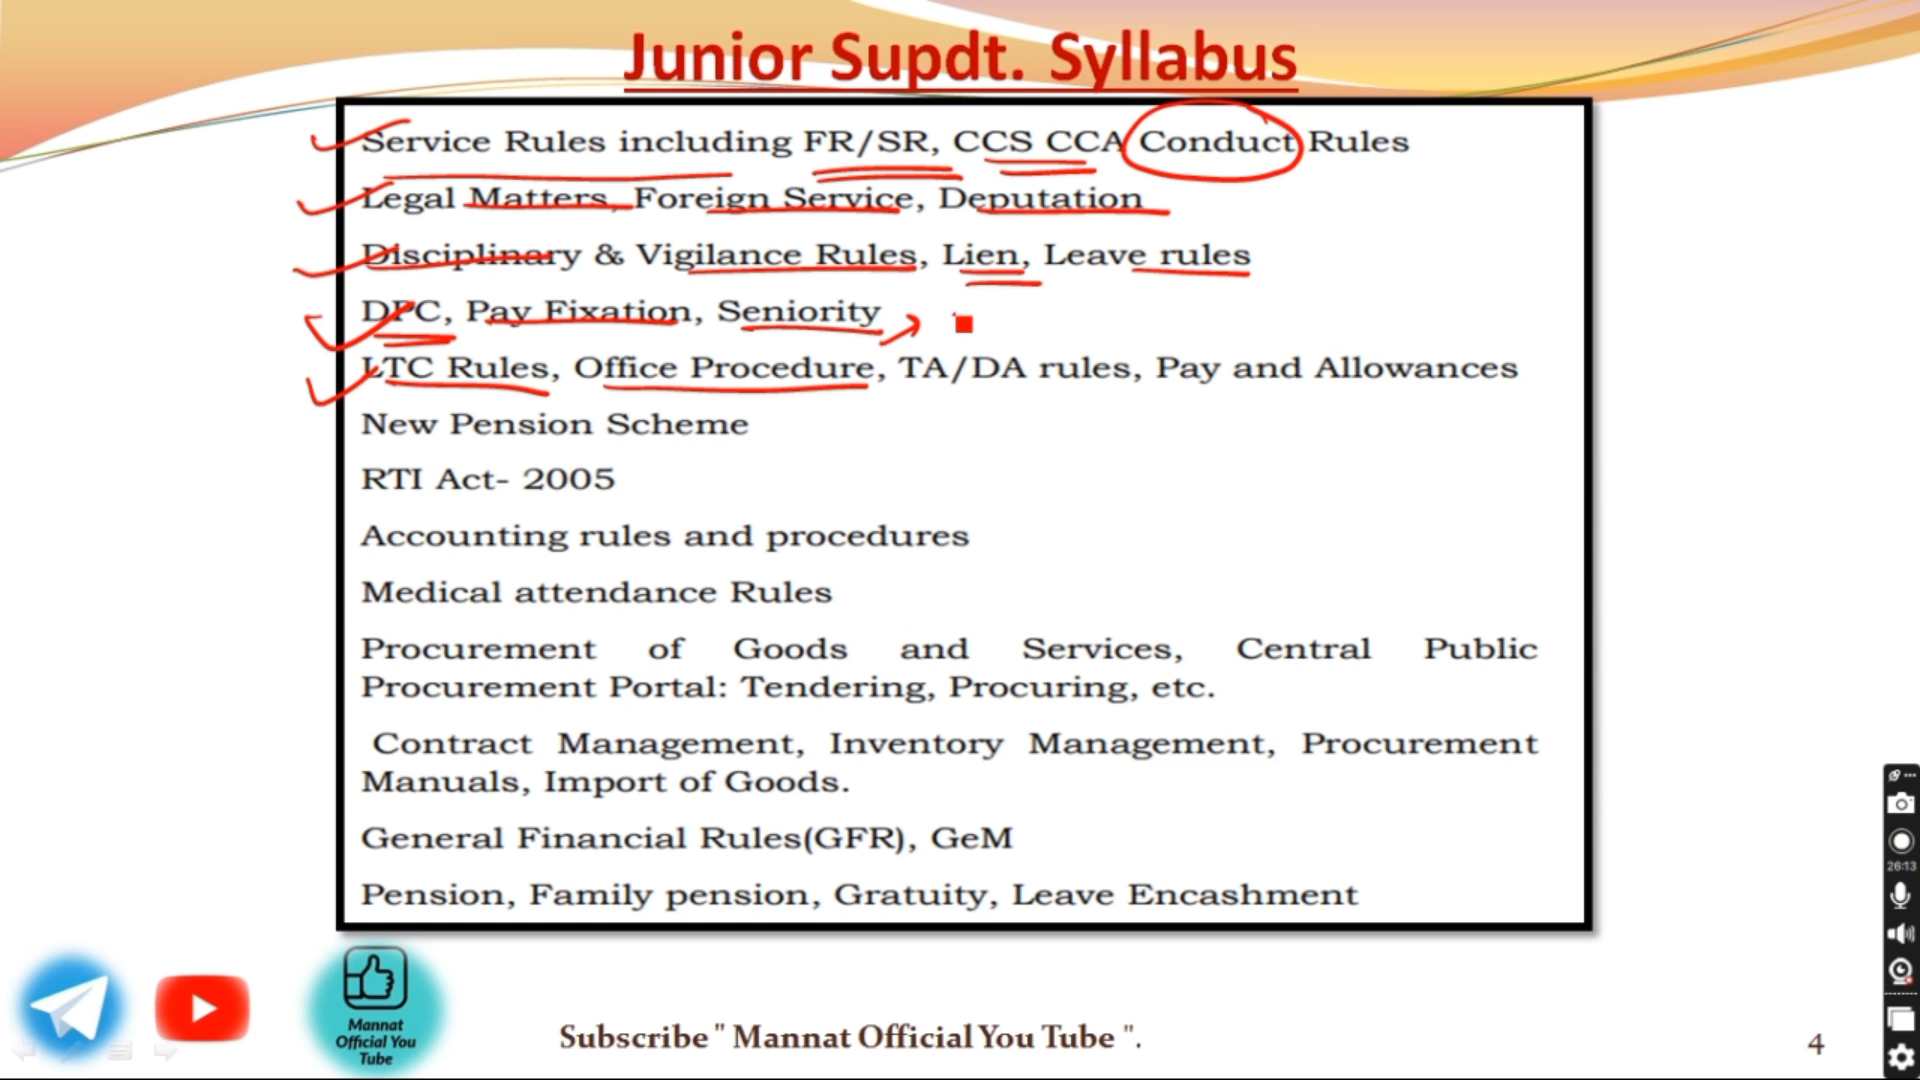 Junior Supdt. Syllabus
Service Rules including FR/SR, CCS CCA Conduct Rules
Legal Matters, Foreign Service, Deputation
Disciplinary & Vigilance Rules, Lien, Leave rules
DPC, Pay Fixation, Seniority
LTC Rules, Office Procedure, TA/DA rules, Pay and Allowances
New Pension Scheme
RTI Act- 2005
Accounting rules and procedures
Medical attendance Rules
Procurement of Goods and Services, Central Public
Procurement Portal: Tendering, Procuring, etc.
Contract Management, Inventory Management, Procurement
Manuals, Import of Goods.
General Financial Rules(GFR), GeM
Pension, Family pension, Gratuity, Leave Encashment
26:13
Mannat
Official You
Tube
Subscribe " Mannat Official You Tube ".
4